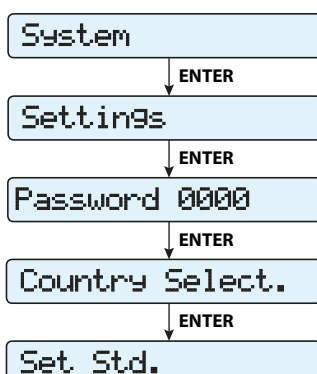 System
ENTER
Settings
ENTER
Password 0000
ENTER
Country Select.
ENTER
Set Std.